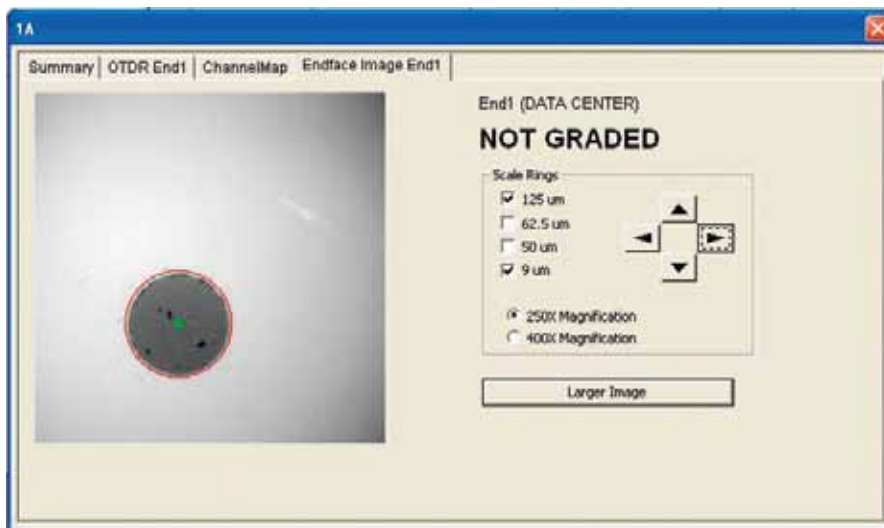 1A
Summary OTDR End1 ChannelMap Endface Image End1
End1 (DATA CENTER)
NOT GRADED
Scale Rings
125 um
62.5 um
50 um
9 um
250X Magnification
400X Magnification
Larger Image